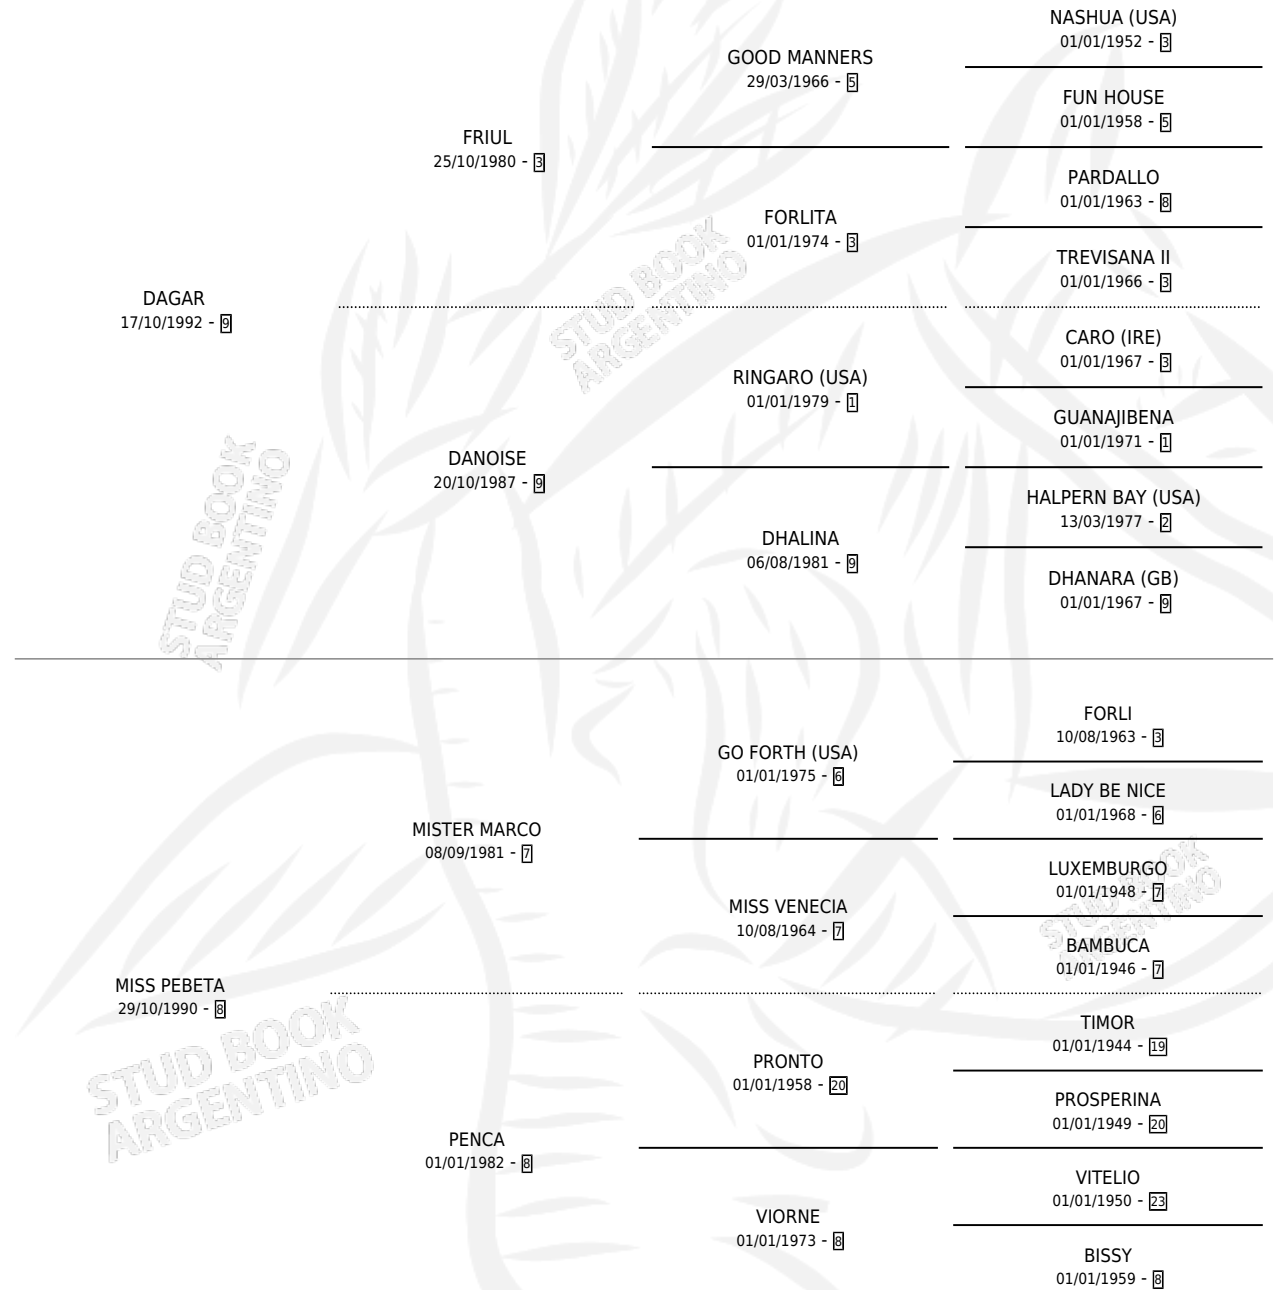 NASHUA (USA)
01/01/1952 - 3
GOOD MANNERS
29/03/1966 - 5
FUN HOUSE
01/01/1958 - 5
FRIUL
25/10/1980 - 3
PARDALLO
01/01/1963 - 8
FORLITA
01/01/1974 - 3
TREVISANA II
01/01/1966 - 3
DAGAR
17/10/1992 - 9
CARO (IRE)
01/01/1967 - 3
RINGARO (USA)
01/01/1979 - 1
GUANAJIBENA
01/01/1971 - 1
DANOISE
20/10/1987 - 9
HALPERN BAY (USA)
13/03/1977 - 2
DHALINA
06/08/1981 - 9
DHANARA (GB)
01/01/1967 - 9
STUD BOOK
ARGENTINO
STUD BOOK
ARGENTINO
FORLI
10/08/1963 - 3
GO FORTH (USA)
01/01/1975 - 6
LADY BE NICE
01/01/1968 - 6
MISTER MARCO
08/09/1981 - 7
LUXEMBURGO
01/01/1948 - 7
MISS VENECIA
10/08/1964 - 7
BAMBUCA
01/01/1946 - 7
STUD BOOK
ARGENTINO
MISS PEBETA
29/10/1990 - 8
TIMOR
01/01/1944 - 19
PRONTO
01/01/1958 - 20
PROSPERINA
01/01/1949 - 20
PENCA
01/01/1982 - 8
VITELIO
01/01/1950 - 23
VIORNE
01/01/1973 - 8
BISSY
01/01/1959 - 8
STUD BOOK
ARGENTINO